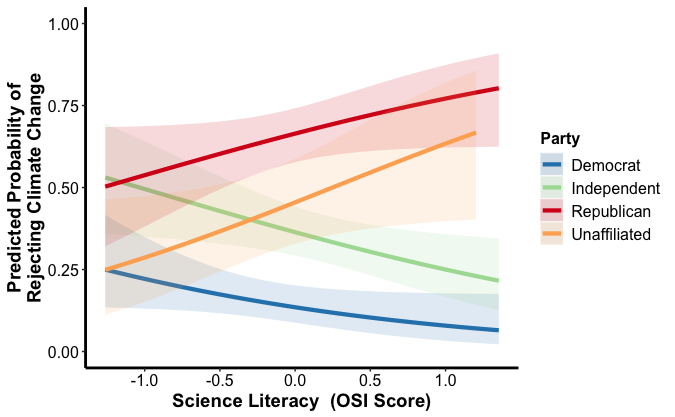 Predicted Probability of
Rejecting Climate Change
1.00
0.75
0.50
0.25
0.00
-1.0 -0.5 0.0 0.5 1.0
Science Literacy  (OSI Score)
Party
Democrat
Independent
Republican
Unaffiliated